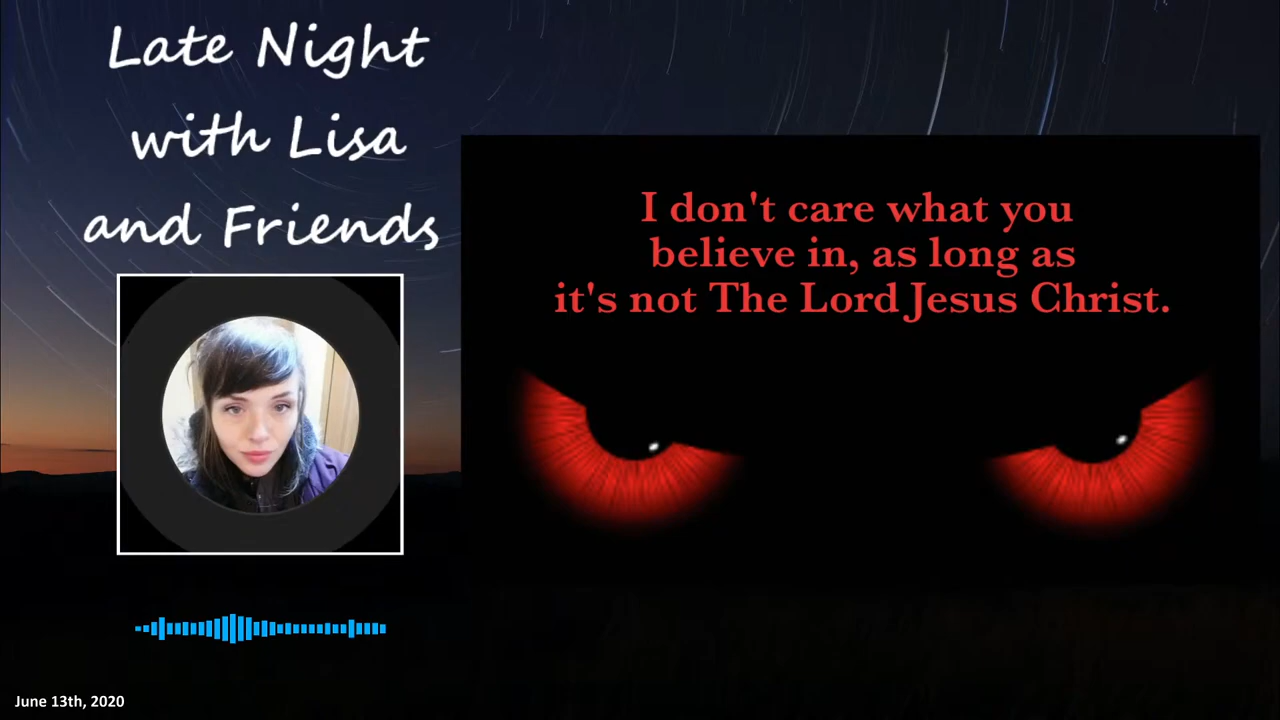 Late Night
with Lisa
and Friends
I don't care what you
believe in, as long as
it's not The Lord Jesus Christ.
June 13th, 2020